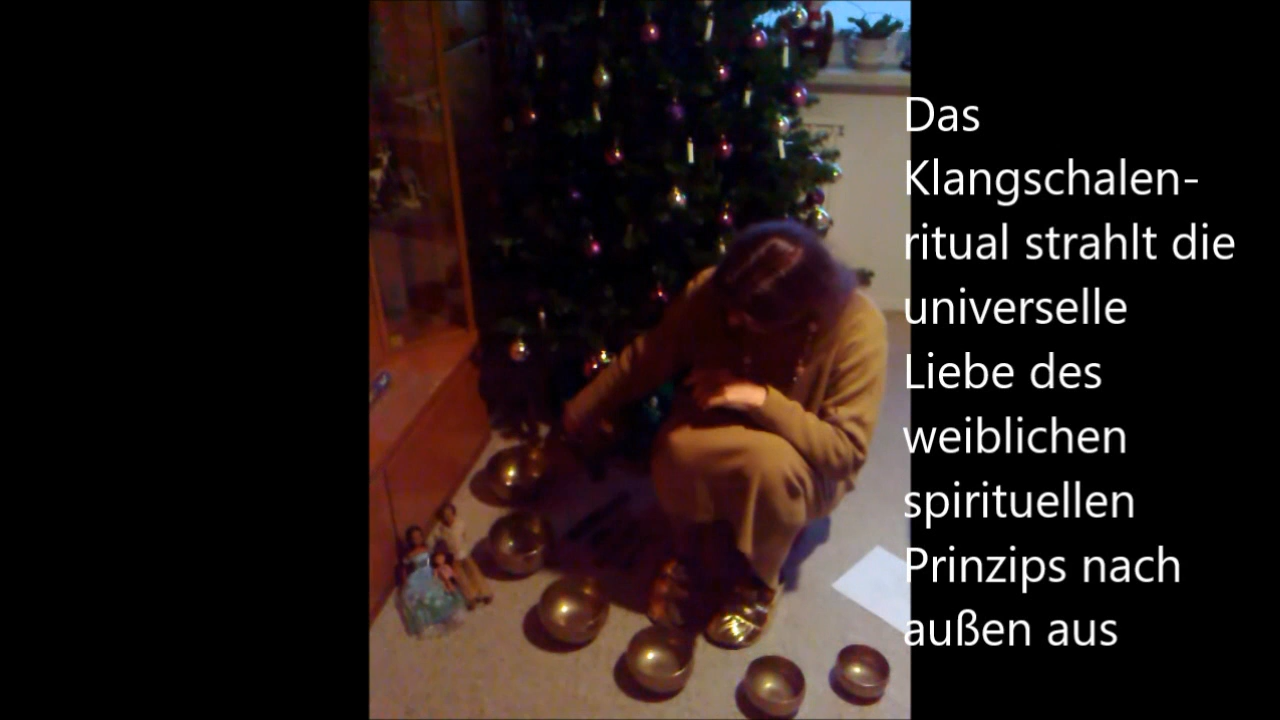 Das
Klangschalen-
ritual strahlt die
universelle
Liebe des
weiblichen
spirituellen
Prinzips nach
außen aus